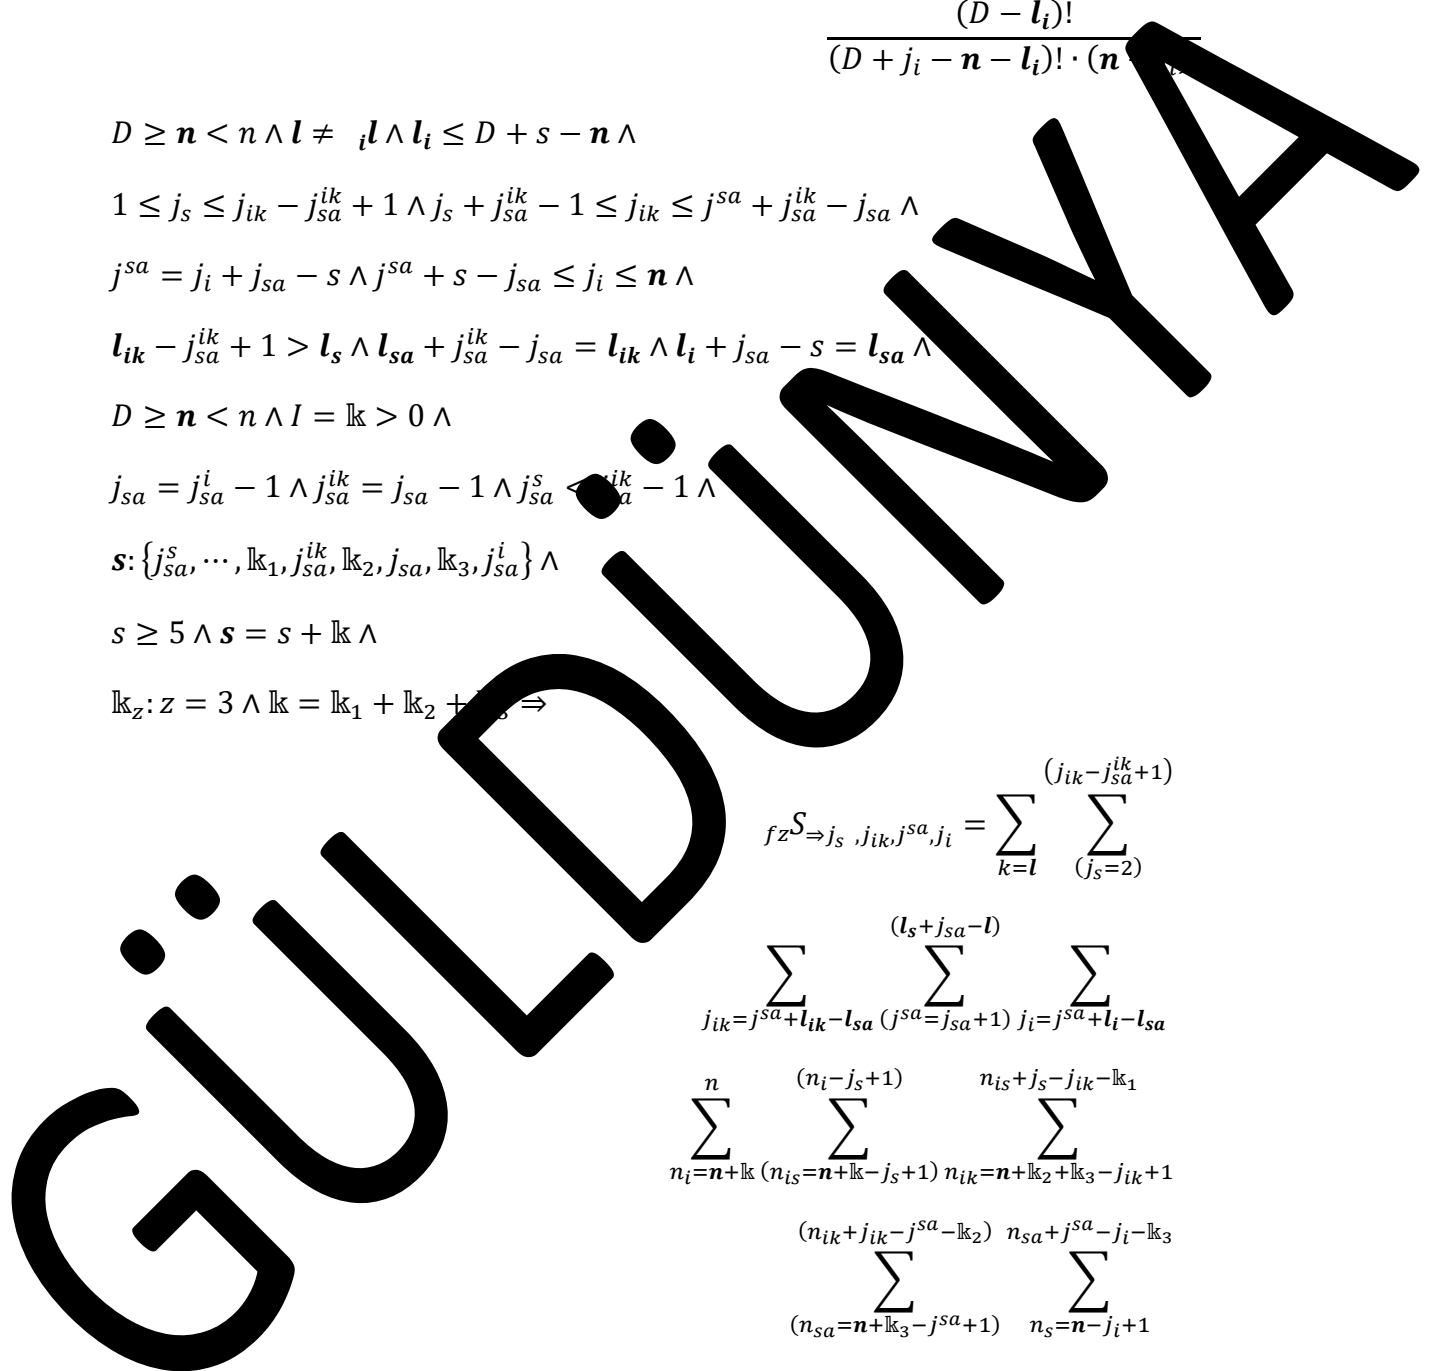 (D − l_i)!
(D + j_i − n − l_i)! · (n
D ≥ n < n ∧ l ≠ _il ∧ l_i ≤ D + s − n ∧
1 ≤ j_s ≤ j_ik − j_sa^ik + 1 ∧ j_s + j_sa^ik − 1 ≤ j_ik ≤ j^sa + j_sa^ik − j_sa ∧
j^sa = j_i + j_sa − s ∧ j^sa + s − j_sa ≤ j_i ≤ n ∧
l_ik − j_sa^ik + 1 > l_s ∧ l_sa + j_sa^ik − j_sa = l_ik ∧ l_i + j_sa − s = l_sa ∧
D ≥ n < n ∧ I = 𝕜 > 0 ∧
j_sa = j_sa^i − 1 ∧ j_sa^ik = j_sa − 1 ∧ j_sa^s < − 1 ∧
s: {j_sa^s, ⋯ , 𝕜_1, j_sa^ik, 𝕜_2, j_sa, 𝕜_3, j_sa^i} ∧
s ≥ 5 ∧ s = s + 𝕜 ∧
𝕜_z: z = 3 ∧ 𝕜 = 𝕜_1 + 𝕜_2 + ⇒
(j_ik−j_sa^ik+1)
_fzS_⇒j_s ,j_ik,j^sa,j_i = ∑ ∑
k=l (j_s=2)
(l_s+j_sa−l)
∑ ∑ ∑
j_ik=j^sa+l_ik−l_sa (j^sa=j_sa+1) j_i=j^sa+l_i−l_sa
n (n_i−j_s+1) n_is+j_s−j_ik−𝕜_1
∑ ∑ ∑
n_i=n+𝕜 (n_is=n+𝕜−j_s+1) n_ik=n+𝕜_2+𝕜_3−j_ik+1
(n_ik+j_ik−j^sa−𝕜_2) n_sa+j^sa−j_i−𝕜_3
∑ ∑
(n_sa=n+𝕜_3−j^sa+1) n_s=n−j_i+1
GÜLDÜNYA